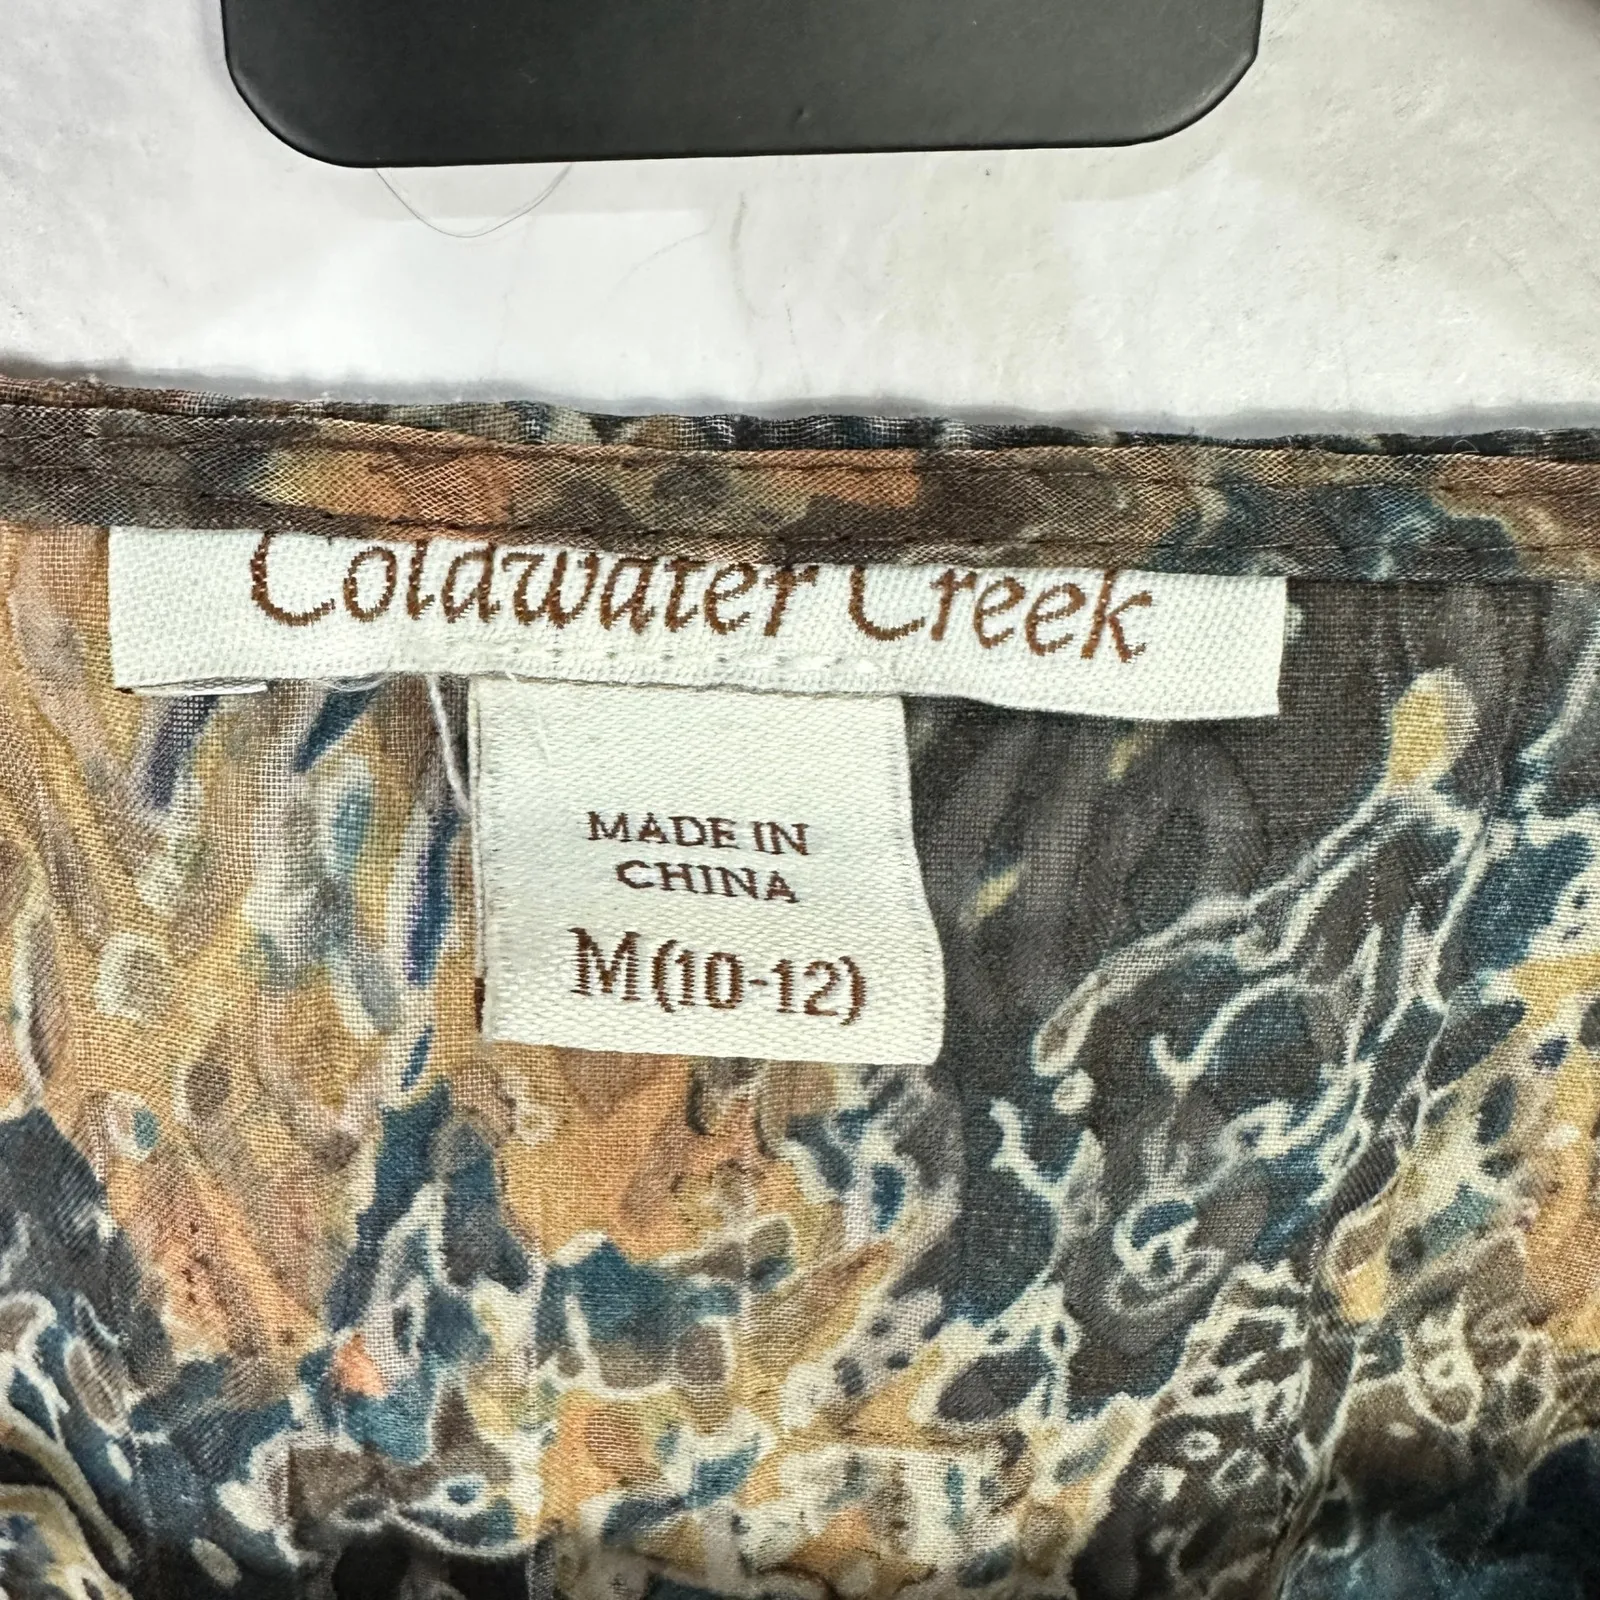 Coldwater Creek
MADE IN
CHINA
M(10-12)